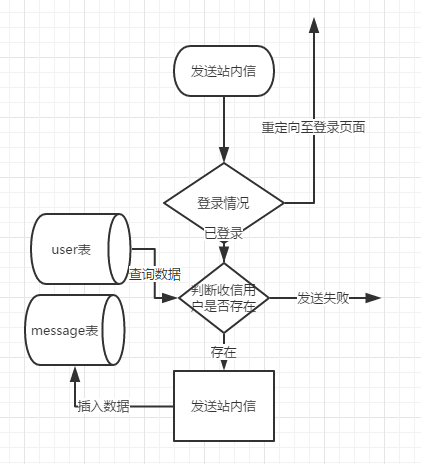 发送站内信
重定向至登录页面
登录情况
已登录
user表
查询数据
判断收信用
户是否存在
发送失败
message表
存在
插入数据
发送站内信